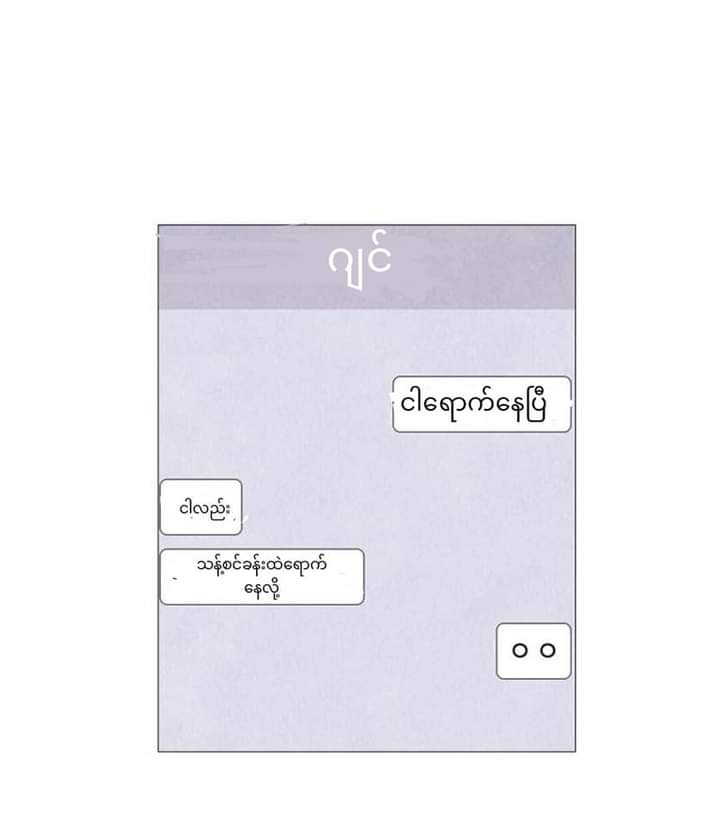 ဂျင်
ငါရောက်နေပြီ
ငါလည်း
သန့်စင်ခန်းထဲရောက်
နေလို့
ဝ ဝ